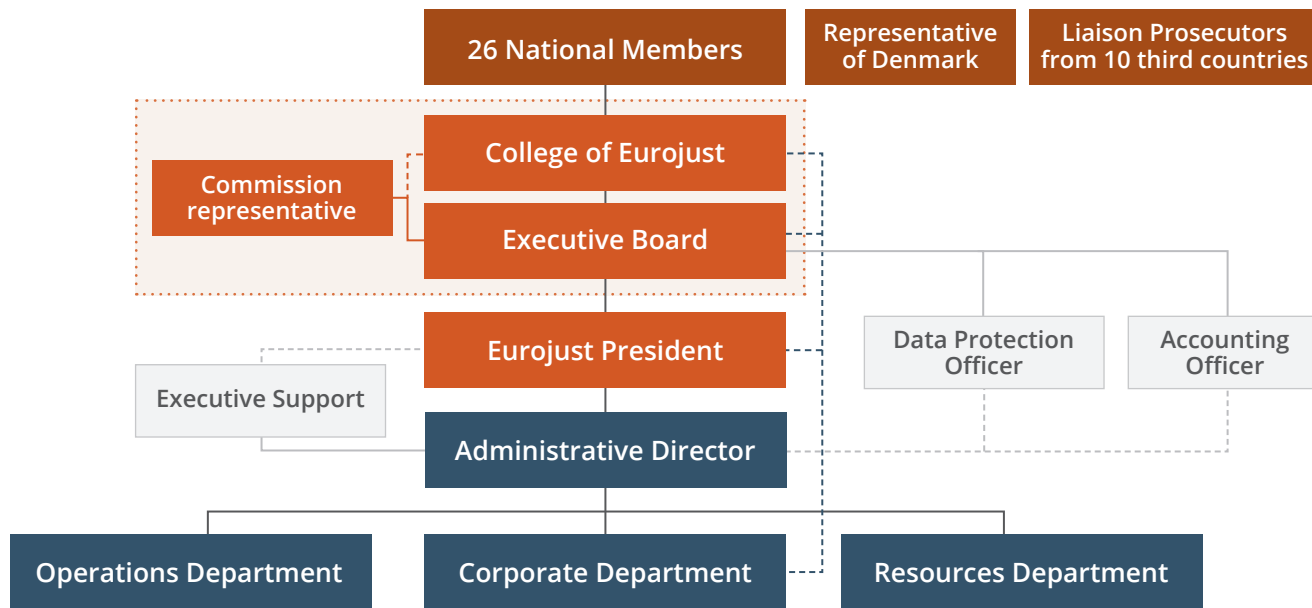 26 National Members
Representative
of Denmark
Liaison Prosecutors
from 10 third countries
College of Eurojust
Commission
representative
Executive Board
Eurojust President
Data Protection
Officer
Accounting
Officer
Executive Support
Administrative Director
Operations Department
Corporate Department
Resources Department